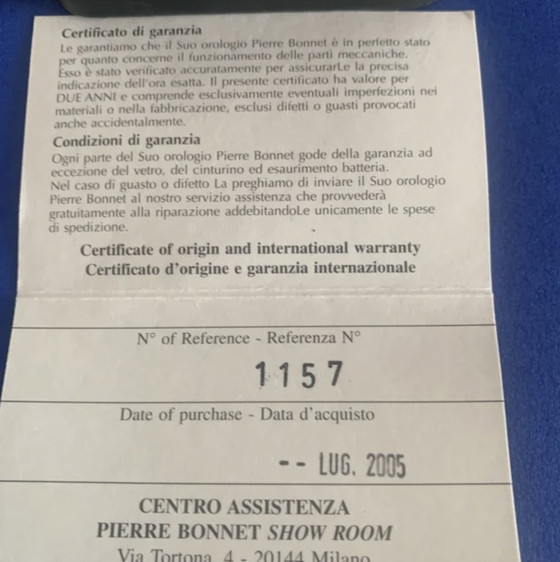 Certificato di garanzia
Le garantiamo che il Suo orologio Pierre Bonnet è in perfetto stato
per quanto concerne il funzionamento delle parti meccaniche.
Esso è stato verificato accuratamente per assicurarLe la precisa
indicazione dell'ora esatta. Il presente certificato ha valore per
DUE ANNI e comprende esclusivamente eventuali imperfezioni nei
materiali o nella fabbricazione, esclusi difetti o guasti provocati
anche accidentalmente.
Condizioni di garanzia
Ogni parte del Suo orologio Pierre Bonnet gode della garanzia ad
eccezione del vetro, del cinturino ed esaurimento batteria.
Nel caso di guasto o difetto La preghiamo di inviare il Suo orologio
Pierre Bonnet al nostro servizio assistenza che provvederà
gratuitamente alla riparazione addebitandoLe unicamente le spese
di spedizione.
Certificate of origin and international warranty
Certificato d'origine e garanzia internazionale
N° of Reference - Referenza N°
1157
Date of purchase - Data d'acquisto
-- LUG. 2005
CENTRO ASSISTENZA
PIERRE BONNET SHOW ROOM
Via Tortona, 4 - 20144 Milano